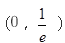 (0 , 1/e )